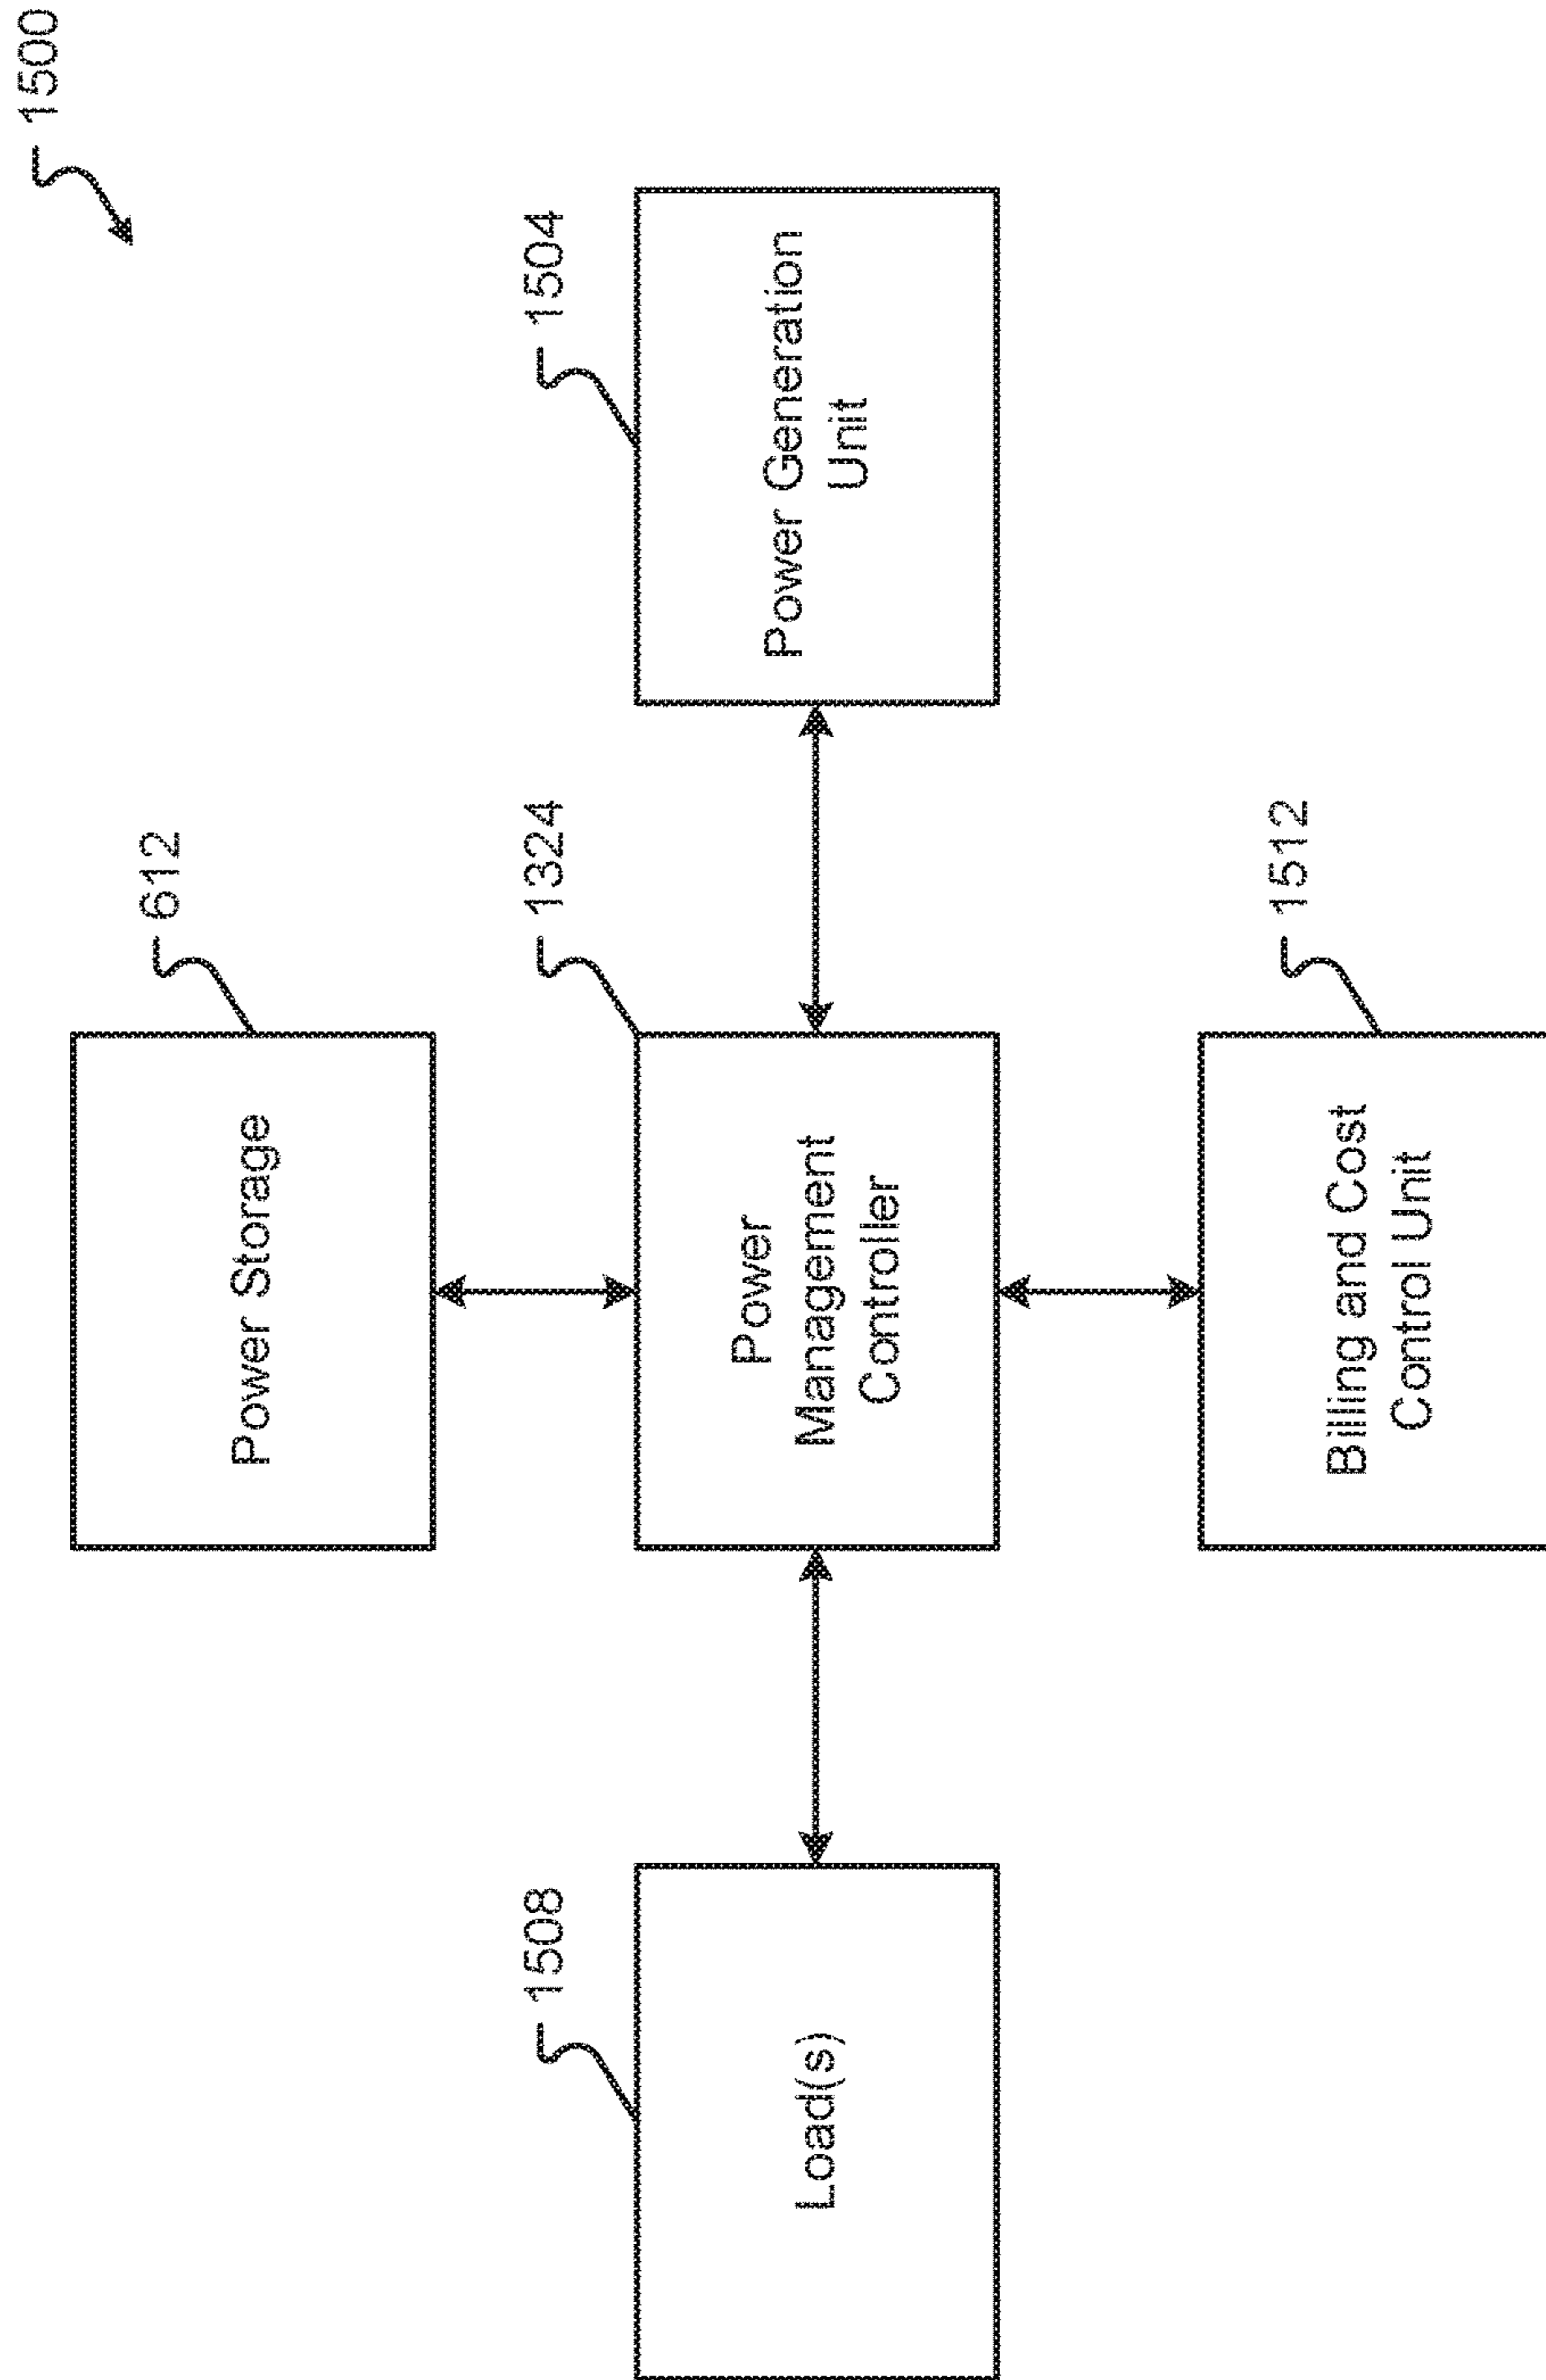 1500
612
Power Storage
1508
Load(s)
1324
Power
Management
Controller
1504
Power Generation
Unit
1512
Billing and Cost
Control Unit